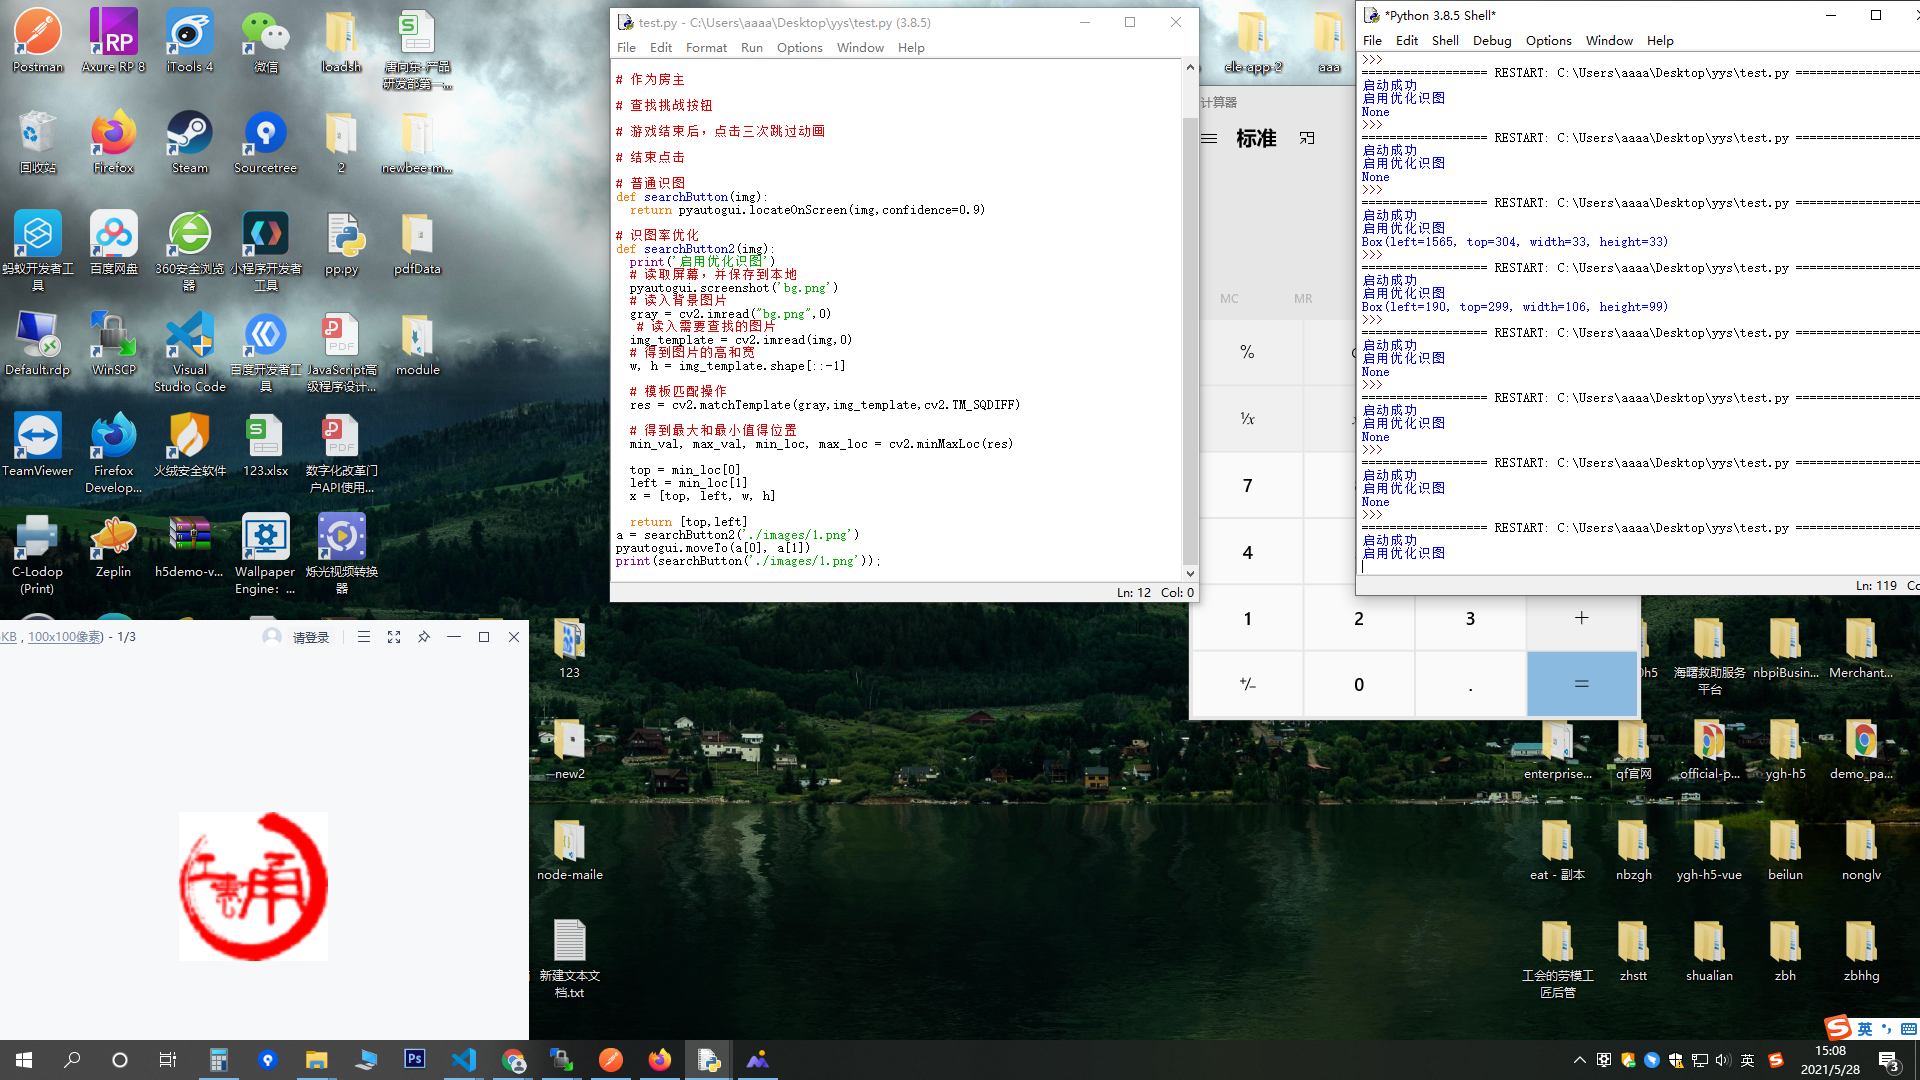 Postman
Axure RP 8
iTools 4
微信
loadsh
唐向东-产品
研发部第一...
回收站
Firefox
Steam
Sourcetree
2
newbee-m...
蚂蚁开发者工
具
百度网盘
360安全浏览
器
小程序开发者
工具
pp.py
pdfData
Default.rdp
WinSCP
Visual
Studio Code
百度开发者工
具
JavaScript高
级程序设计...
module
TeamViewer
Firefox
Develop...
火绒安全软件
123.xlsx
数字化改革门
户API使用...
C-Lodop
(Print)
Zeplin
h5demo-v...
Wallpaper
Engine: ...
烁光视频转换
器
test.py - C:\Users\aaaa\Desktop\yys\test.py (3.8.5)
File Edit Format Run Options Window Help
# 作为房主
# 查找挑战按钮
# 游戏结束后，点击三次跳过动画
# 结束点击
# 普通识图
def searchButton(img):
return pyautogui.locateOnScreen(img,confidence=0.9)
# 识图率优化
def searchButton2(img):
print('启用优化识图')
# 读取屏幕，并保存到本地
pyautogui.screenshot('bg.png')
# 读入背景图片
gray = cv2.imread("bg.png",0)
# 读入需要查找的图片
img_template = cv2.imread(img,0)
# 得到图片的高和宽
w, h = img_template.shape[::-1]
# 模板匹配操作
res = cv2.matchTemplate(gray,img_template,cv2.TM_SQDIFF)
# 得到最大和最小值得位置
min_val, max_val, min_loc, max_loc = cv2.minMaxLoc(res)
top = min_loc[0]
left = min_loc[1]
x = [top, left, w, h]
return [top,left]
a = searchButton2('./images/1.png')
pyautogui.moveTo(a[0], a[1])
print(searchButton('./images/1.png'));
Ln: 12 Col: 0
ele-app-2
aaa
计算器
标准
MC MR
%
⅟x
7
4
1 2 3 +
+/- 0 . =
*Python 3.8.5 Shell*
File Edit Shell Debug Options Window Help
>>>
================== RESTART: C:\Users\aaaa\Desktop\yys\test.py ==================
启动成功
启用优化识图
None
>>>
================== RESTART: C:\Users\aaaa\Desktop\yys\test.py ==================
启动成功
启用优化识图
None
>>>
================== RESTART: C:\Users\aaaa\Desktop\yys\test.py ==================
启动成功
启用优化识图
Box(left=1565, top=304, width=33, height=33)
>>>
================== RESTART: C:\Users\aaaa\Desktop\yys\test.py ==================
启动成功
启用优化识图
Box(left=190, top=299, width=106, height=99)
>>>
================== RESTART: C:\Users\aaaa\Desktop\yys\test.py ==================
启动成功
启用优化识图
None
>>>
================== RESTART: C:\Users\aaaa\Desktop\yys\test.py ==================
启动成功
启用优化识图
None
>>>
================== RESTART: C:\Users\aaaa\Desktop\yys\test.py ==================
启动成功
启用优化识图
None
>>>
================== RESTART: C:\Users\aaaa\Desktop\yys\test.py ==================
启动成功
启用优化识图
Ln: 119 Co
KB , 100x100像素) - 1/3
请登录
123
—new2
node-maile
新建文本文
档.txt
h5
海曙救助服务
平台
nbpiBusin...
Merchant...
enterprise...
qf官网
official-p...
ygh-h5
demo_pa...
eat - 副本
nbzgh
ygh-h5-vue
beilun
nonglv
工会的劳模工
匠后管
zhstt
shualian
zbh
zbhhg
英
英
15:08
2021/5/28
3